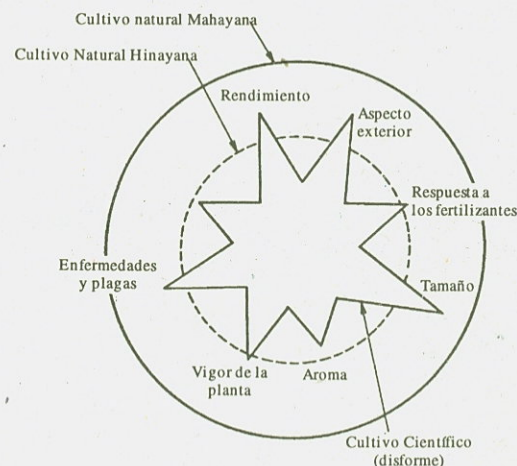 Cultivo natural Mahayana
Cultivo Natural Hinayana
Rendimiento
Aspecto
exterior
Respuesta a
los fertilizantes
Enfermedades
y plagas
Tamaño
Vigor de la
planta
Aroma
Cultivo Científico
(disforme)